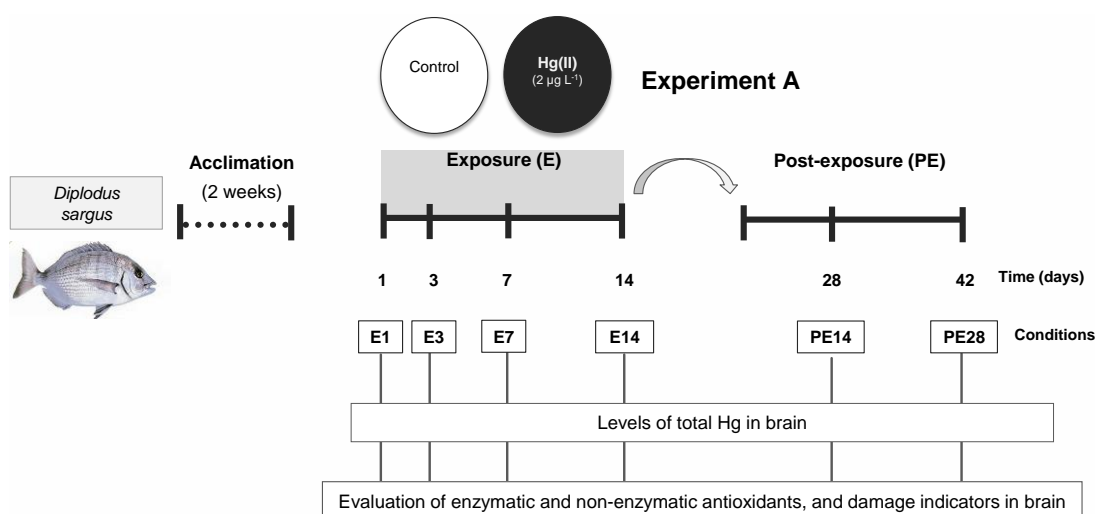 Control
Hg(II)
(2 µg L-1)
Experiment A
Acclimation
(2 weeks)
Exposure (E)
Post-exposure (PE)
Diplodus
sargus
1 3 7 14 28 42 Time (days)
E1 E3 E7 E14 PE14 PE28 Conditions
Levels of total Hg in brain
Evaluation of enzymatic and non-enzymatic antioxidants, and damage indicators in brain